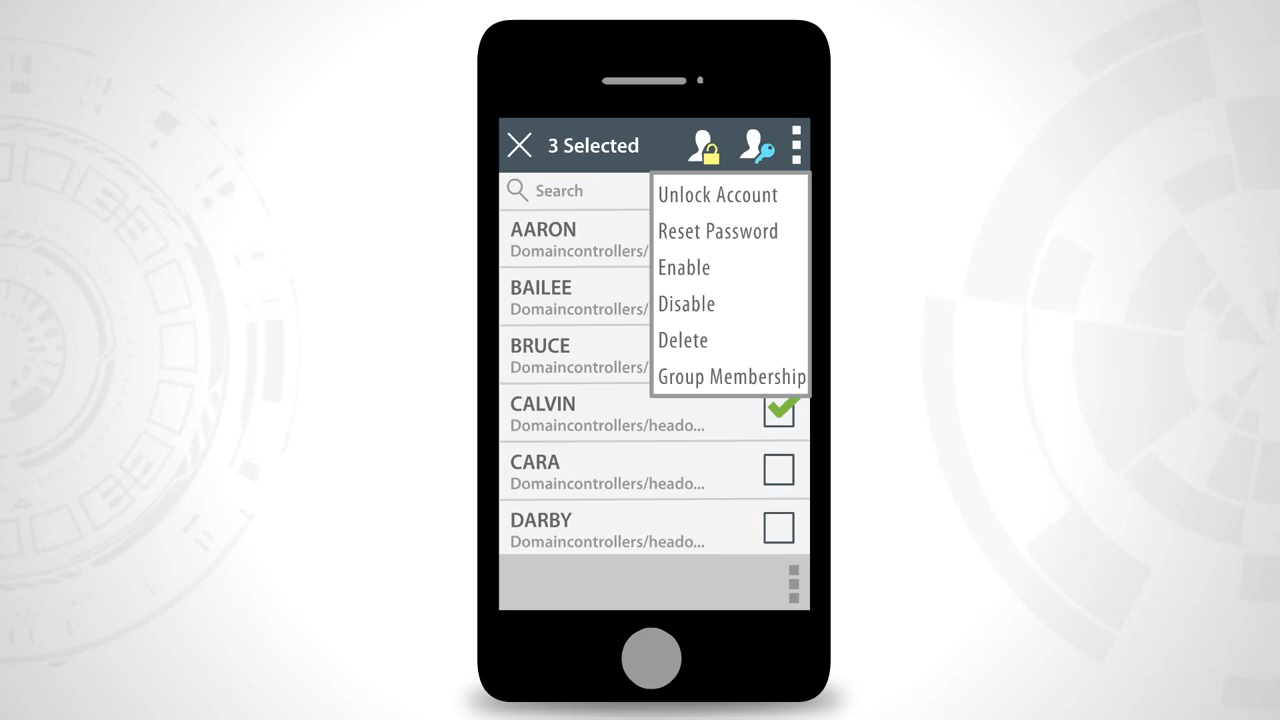 3 Selected
Search
Unlock Account
Reset Password
Enable
Disable
Delete
Group Membership
AARON
Domaincontrollers/
BAILEE
Domaincontrollers/
BRUCE
Domaincontrollers/
CALVIN
Domaincontrollers/heado...
CARA
Domaincontrollers/heado...
DARBY
Domaincontrollers/heado...